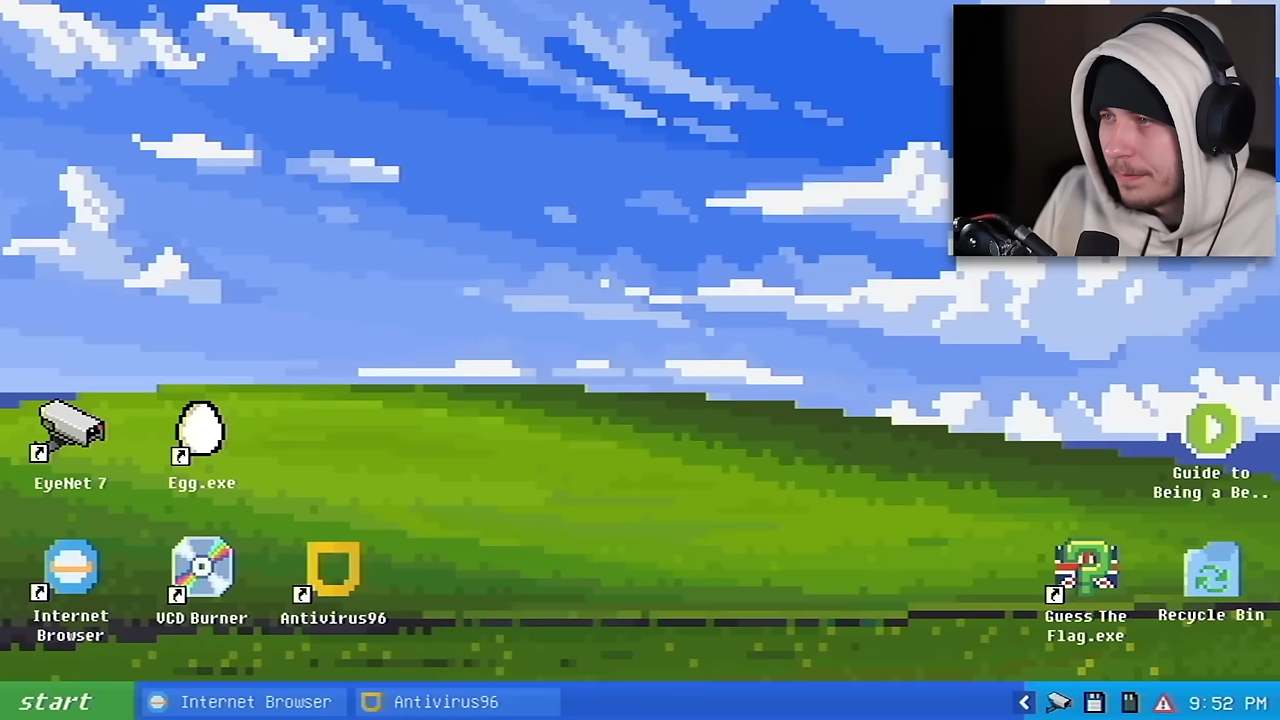 EyeNet 7
Egg.exe
Guide to
Being a Be..
Internet
Browser
VCD Burner
Antivirus96
Guess The
Flag.exe
Recycle Bin
start
Internet Browser
Antivirus96
9:52 PM